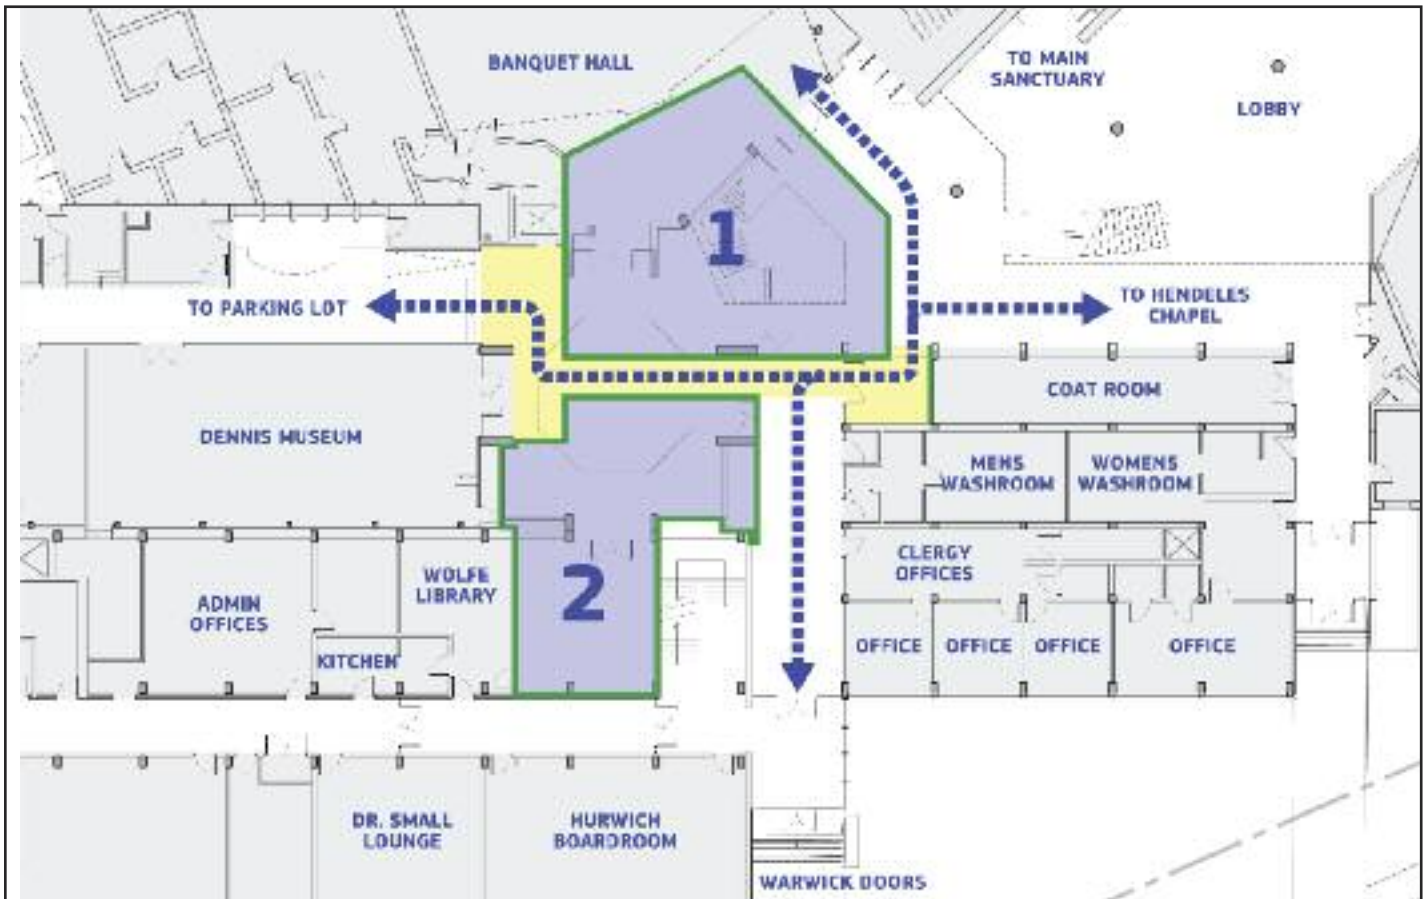 BANQUET HALL
TO MAIN
SANCTUARY
LOBBY
1
TO PARKING LOT
TO HENDELES
CHAPEL
COAT ROOM
DENNIS MUSEUM
MENS
WASHROOM
WOMENS
WASHROOM
CLERGY
OFFICES
WOLFE
LIBRARY
2
ADMIN
OFFICES
KITCHEN
OFFICE
OFFICE
OFFICE
OFFICE
DR. SMALL
LOUNGE
HURWICH
BOARDROOM
WARWICK DOORS